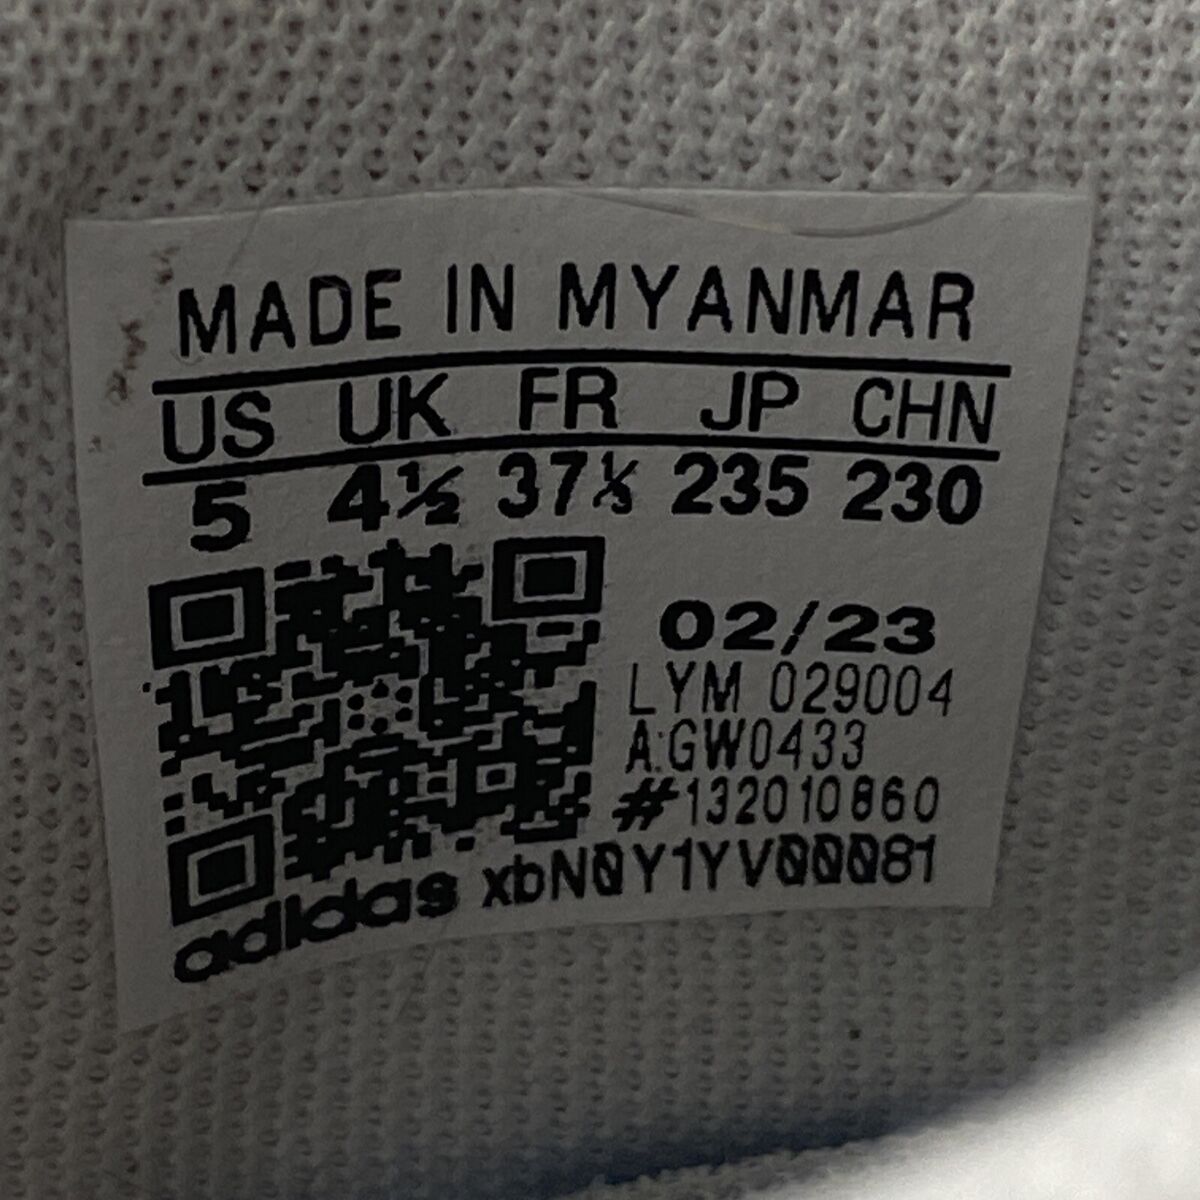 MADE IN MYANMAR
US UK FR JP CHN
5 4½ 37⅓ 235 230
02/23
LYM 029004
A:GW0433
#132010860
adidas xbN0Y1YV00081